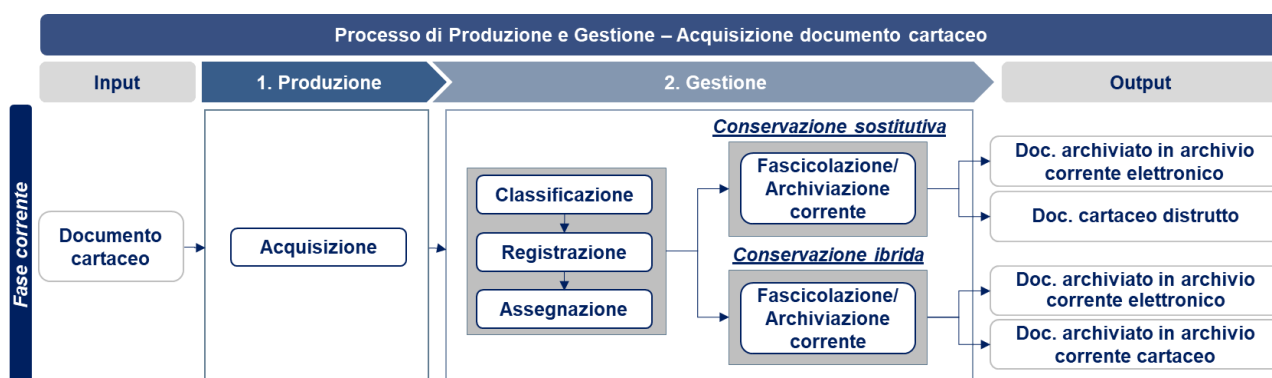 Processo di Produzione e Gestione – Acquisizione documento cartaceo
Input
1. Produzione
2. Gestione
Output
Fase corrente
Documento
cartaceo
Acquisizione
Classificazione
Registrazione
Assegnazione
Conservazione sostitutiva
Fascicolazione/
Archiviazione
corrente
Conservazione ibrida
Fascicolazione/
Archiviazione
corrente
Doc. archiviato in archivio
corrente elettronico
Doc. cartaceo distrutto
Doc. archiviato in archivio
corrente elettronico
Doc. archiviato in archivio
corrente cartaceo